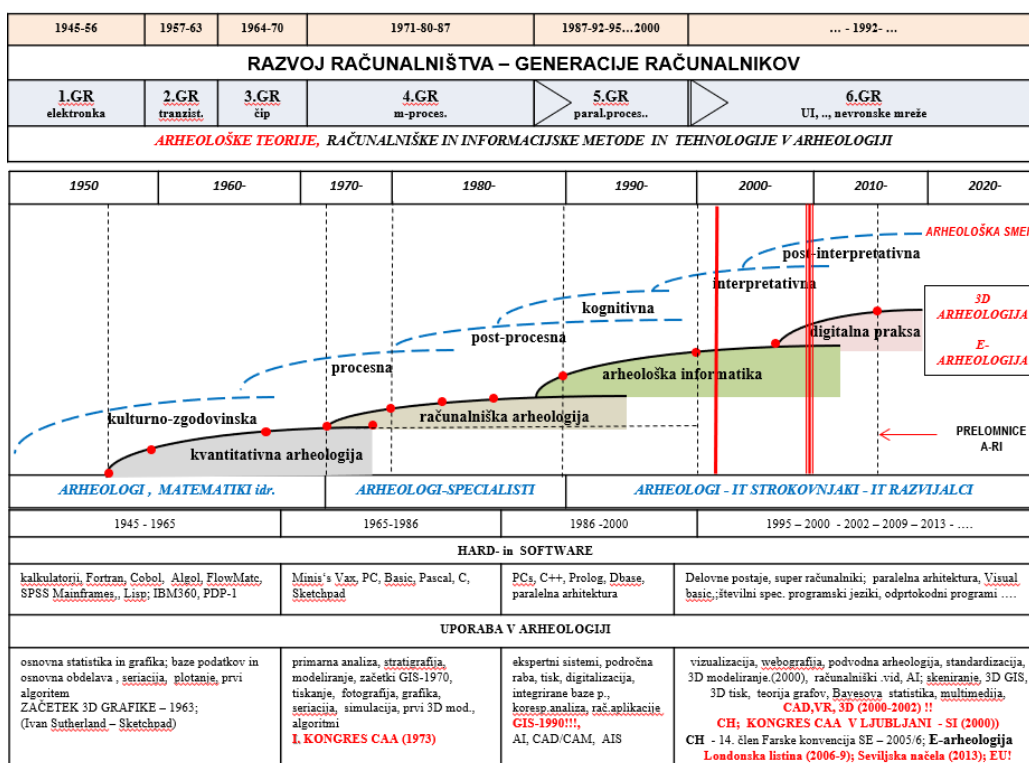 1945-56 1957-63 1964-70 1971-80-87 1987-92-95…2000 … - 1992- …
RAZVOJ RAČUNALNIŠTVA – GENERACIJE RAČUNALNIKOV
1.GR 2.GR 3.GR 4.GR 5.GR 6.GR
elektronka tranzist. čip m-proces. paral.proces.. UI, .., nevronske mreže
ARHEOLOŠKE TEORIJE, RAČUNALNIŠKE IN INFORMACIJSKE METODE IN TEHNOLOGIJE V ARHEOLOGIJI
1950 1960- 1970- 1980- 1990- 2000- 2010- 2020-
ARHEOLOŠKA SMER
post-interpretativna
interpretativna
kognitivna
post-procesna
procesna
kulturno-zgodovinska
3D
ARHEOLOGIJA
E-
ARHEOLOGIJA
digitalna praksa
arheološka informatika
računalniška arheologija
kvantitativna arheologija
PRELOMNICE
A-RI
ARHEOLOGI , MATEMATIKI idr. ARHEOLOGI-SPECIALISTI ARHEOLOGI - IT STROKOVNJAKI - IT RAZVIJALCI
1945 - 1965 1965-1986 1986 -2000 1995 – 2000 - 2002 – 2009 – 2013 - ….
HARD- in SOFTWARE
kalkulatorji, Fortran, Cobol, Algol, FlowMatc,
SPSS Mainframes,, Lisp; IBM360, PDP-1
Minis‘s Vax, PC, Basic, Pascal, C,
Sketchpad
PCs, C++, Prolog, Dbase,
paralelna arhitektura
Delovne postaje, super računalniki; paralelna arhitektura, Visual
basic,;številni spec. programski jeziki, odprtokodni programi ….
UPORABA V ARHEOLOGIJI
osnovna statistika in grafika; baze podatkov in
osnovna obdelava , seriacija, plotanje, prvi
algoritem
ZAČETEK 3D GRAFIKE – 1963;
(Ivan Sutherland – Sketchpad)
primarna analiza, stratigrafija,
modeliranje, začetki GIS-1970,
tiskanje, fotografija, grafika,
seriacija, simulacija, prvi 3D mod.,
algoritmi
I. KONGRES CAA (1973)
ekspertni sistemi, področna
raba, tisk, digitalizacija,
integrirane baze p.,
koresp.analiz, rač.aplikacije
GIS-1990!!!,
AI, CAD/CAM, AIS
vizualizacija, webografija, podvodna arheologija, standardizacija,
3D modeliranje.(2000), računalniški .vid, AI; skeniranje, 3D GIS,
3D tisk, teorija grafov, Bayesova statistika, multimedija,
CAD,VR, 3D (2000-2002) !!
CH; KONGRES CAA V LJUBLJANI - SI (2000))
CH - 14. člen Farske konvencija SE – 2005/6; E-arheologija
Londonska listina (2006-9); Seviljska načela (2013); EU!